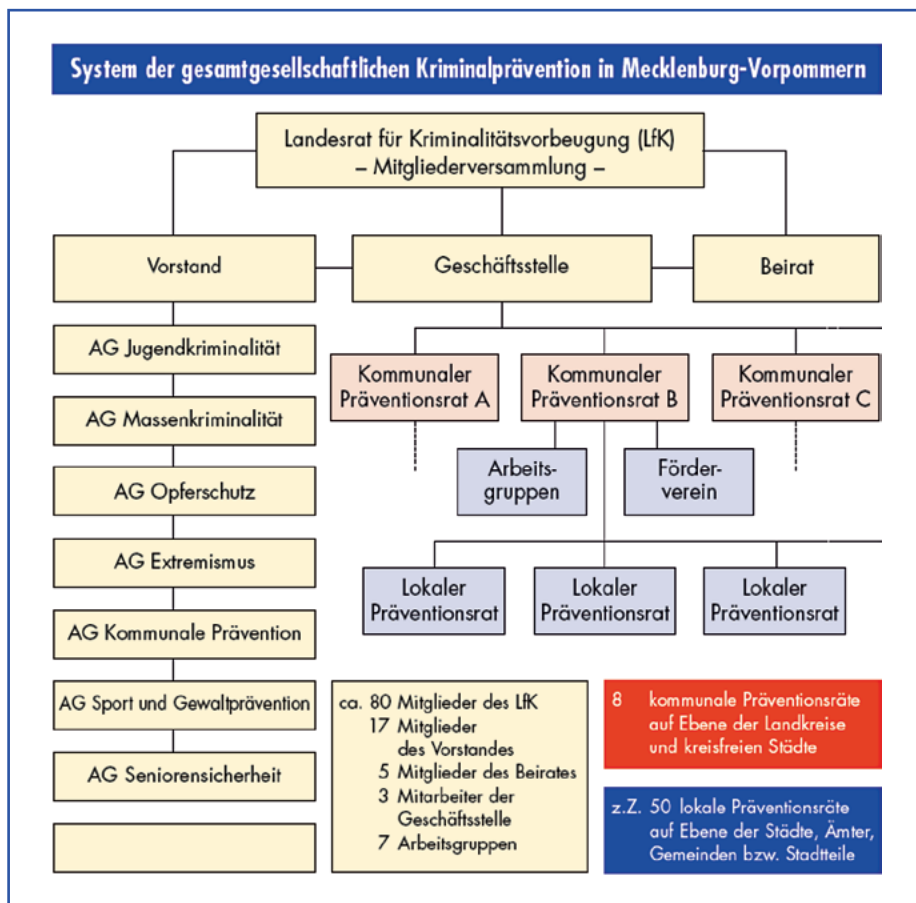 System der gesamtgesellschaftlichen Kriminalprävention in Mecklenburg-Vorpommern
Landesrat für Kriminalitätsvorbeugung (LfK)
– Mitgliederversammlung –
Vorstand
Geschäftsstelle
Beirat
AG Jugendkriminalität
AG Massenkriminalität
AG Opferschutz
AG Extremismus
AG Kommunale Prävention
AG Sport und Gewaltprävention
AG Seniorensicherheit
Kommunaler
Präventionsrat A
Kommunaler
Präventionsrat B
Kommunaler
Präventionsrat C
Arbeits-
gruppen
Förder-
verein
Lokaler
Präventionsrat
Lokaler
Präventionsrat
Lokaler
Präventionsrat
ca. 80 Mitglieder des LfK
17 Mitglieder
des Vorstandes
5 Mitglieder des Beirates
3 Mitarbeiter der
Geschäftsstelle
7 Arbeitsgruppen
8 kommunale Präventionsräte
auf Ebene der Landkreise
und kreisfreien Städte
z.Z. 50 lokale Präventionsräte
auf Ebene der Städte, Ämter,
Gemeinden bzw. Stadtteile